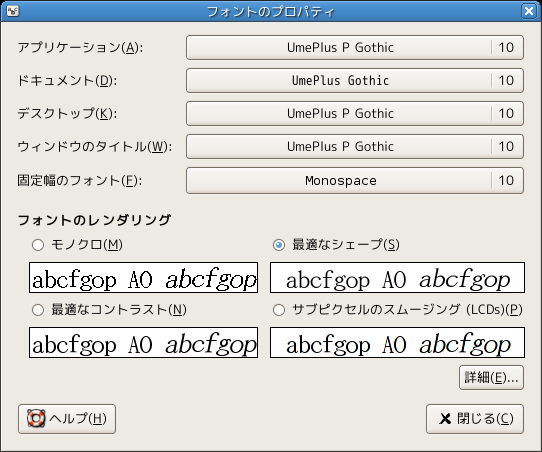 フォントのプロパティ
アプリケーション(A): UmePlus P Gothic 10
ドキュメント(D): UmePlus Gothic 10
デスクトップ(K): UmePlus P Gothic 10
ウィンドウのタイトル(W): UmePlus P Gothic 10
固定幅のフォント(F): Monospace 10
フォントのレンダリング
モノクロ(M) 最適なシェープ(S)
abcfgop AO abcfgop abcfgop AO abcfgop
最適なコントラスト(N) サブピクセルのスムージング (LCDs)(P)
abcfgop AO abcfgop abcfgop AO abcfgop
詳細(E)...
ヘルプ(H) 閉じる(C)